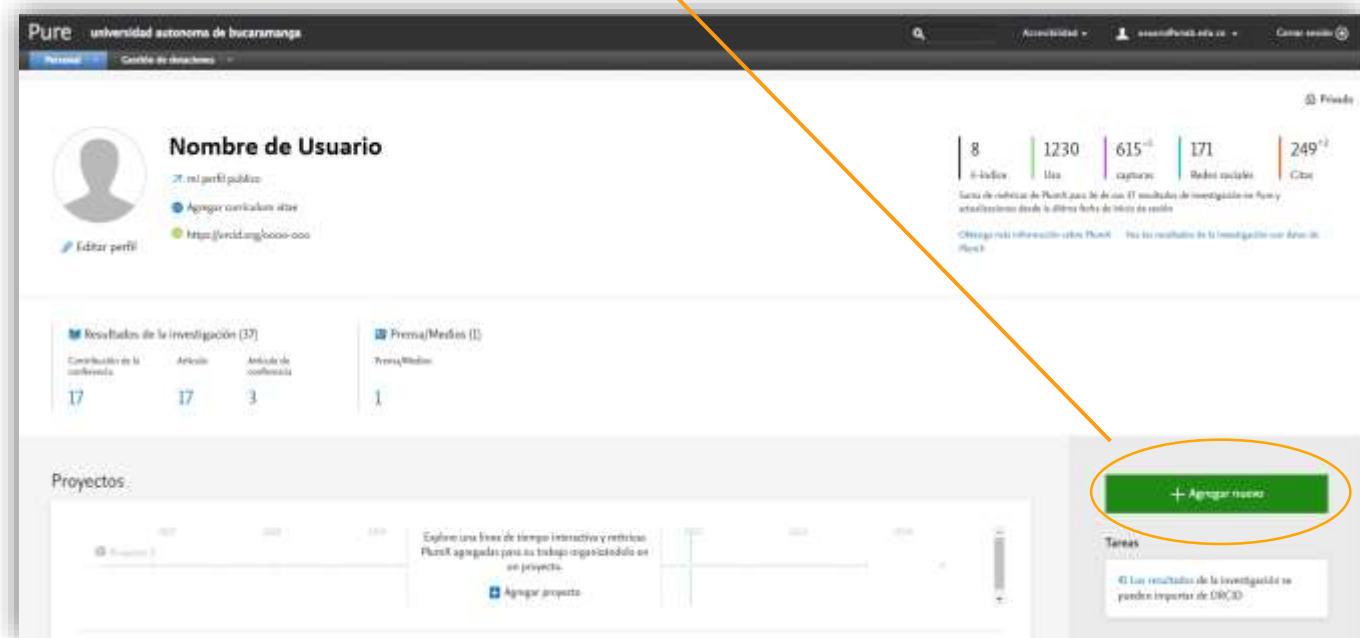 Pure universidad autonoma de bucaramanga
Accesibilidad
Cerrar sesión
Personal Gestión de donaciones
Privado
Nombre de Usuario
mi perfil publico
Agregar curriculum vitae
https://orcid.org/0000-000
Editar perfil
8 1230 615 171 249
h-índice Uso capturas Redes sociales Citas
Suma de métricas de PlumX para 36 de sus 37 resultados de investigación en Pure y
actualizaciones desde la última fecha de inicio de sesión
Obtenga más información sobre PlumX Vea los resultados de la investigación con datos de
PlumX
Resultados de la investigación (37) Prensa/Medios (1)
Contribución de la conferencia Artículo Artículo de conferencia Prensa/Medios
17 17 3 1
Proyectos
Agregar nuevo
Explore una línea de tiempo interactiva y métricas
PlumX agregadas para su trabajo organizándolo en
un proyecto.
Agregar proyecto
Tareas
Los resultados de la investigación se
pueden importar de ORCID